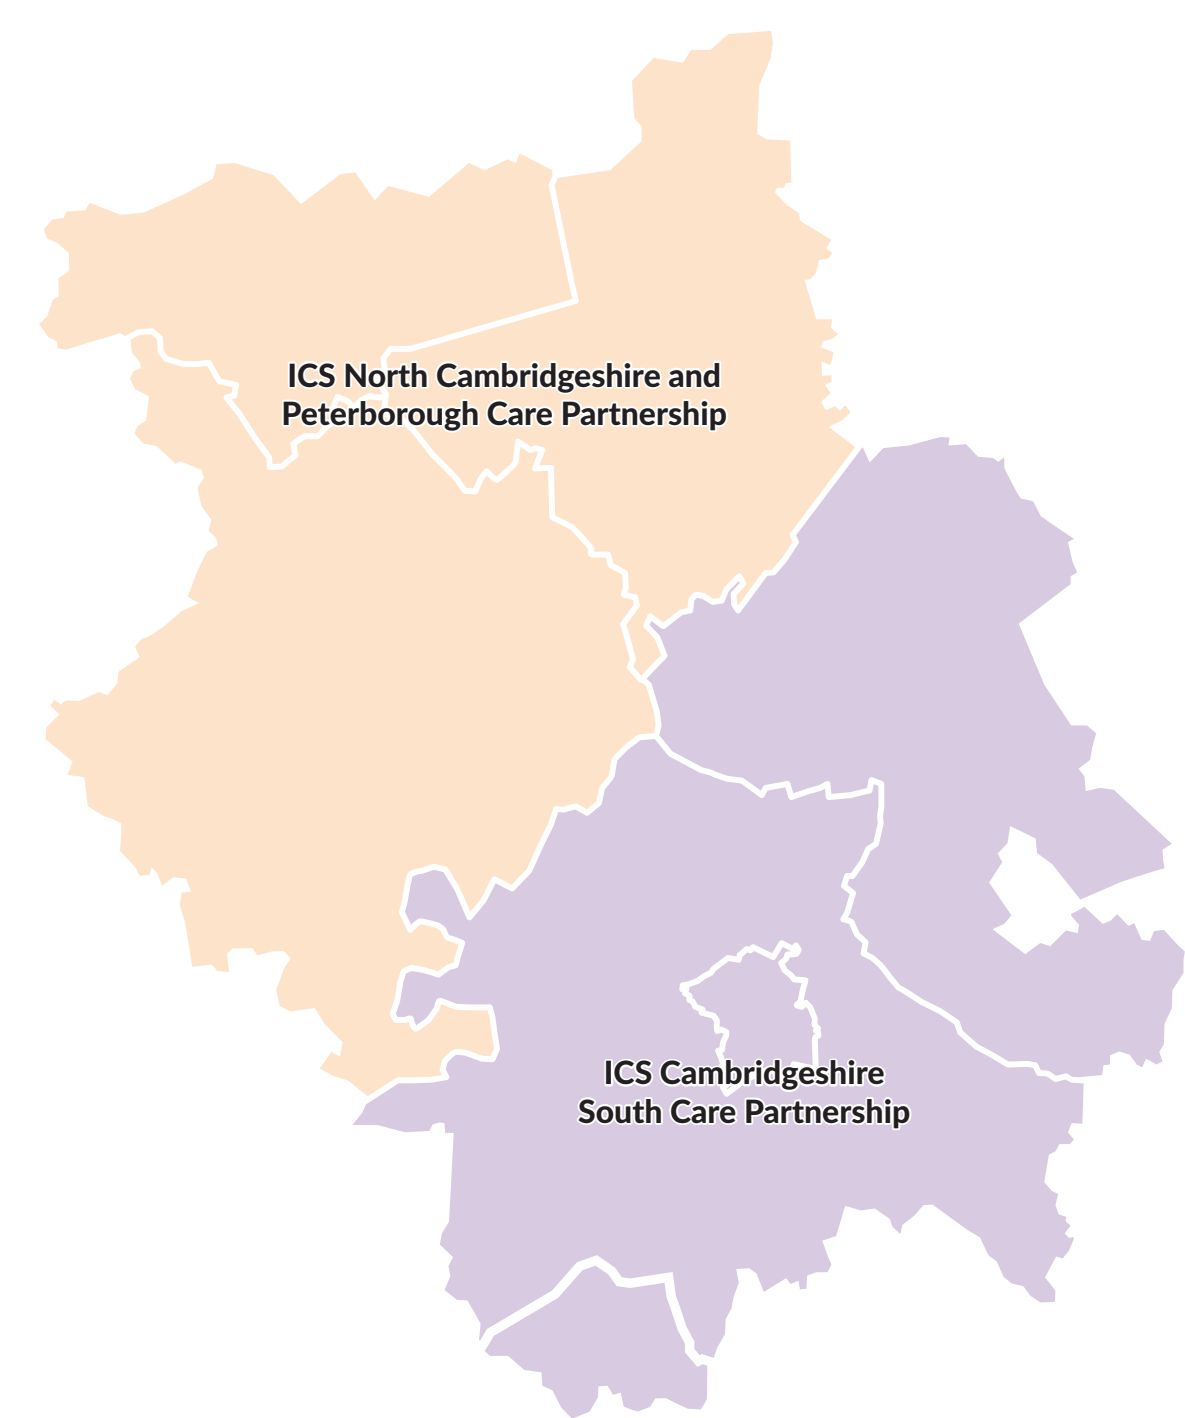 ICS North Cambridgeshire and
Peterborough Care Partnership
ICS Cambridgeshire
South Care Partnership